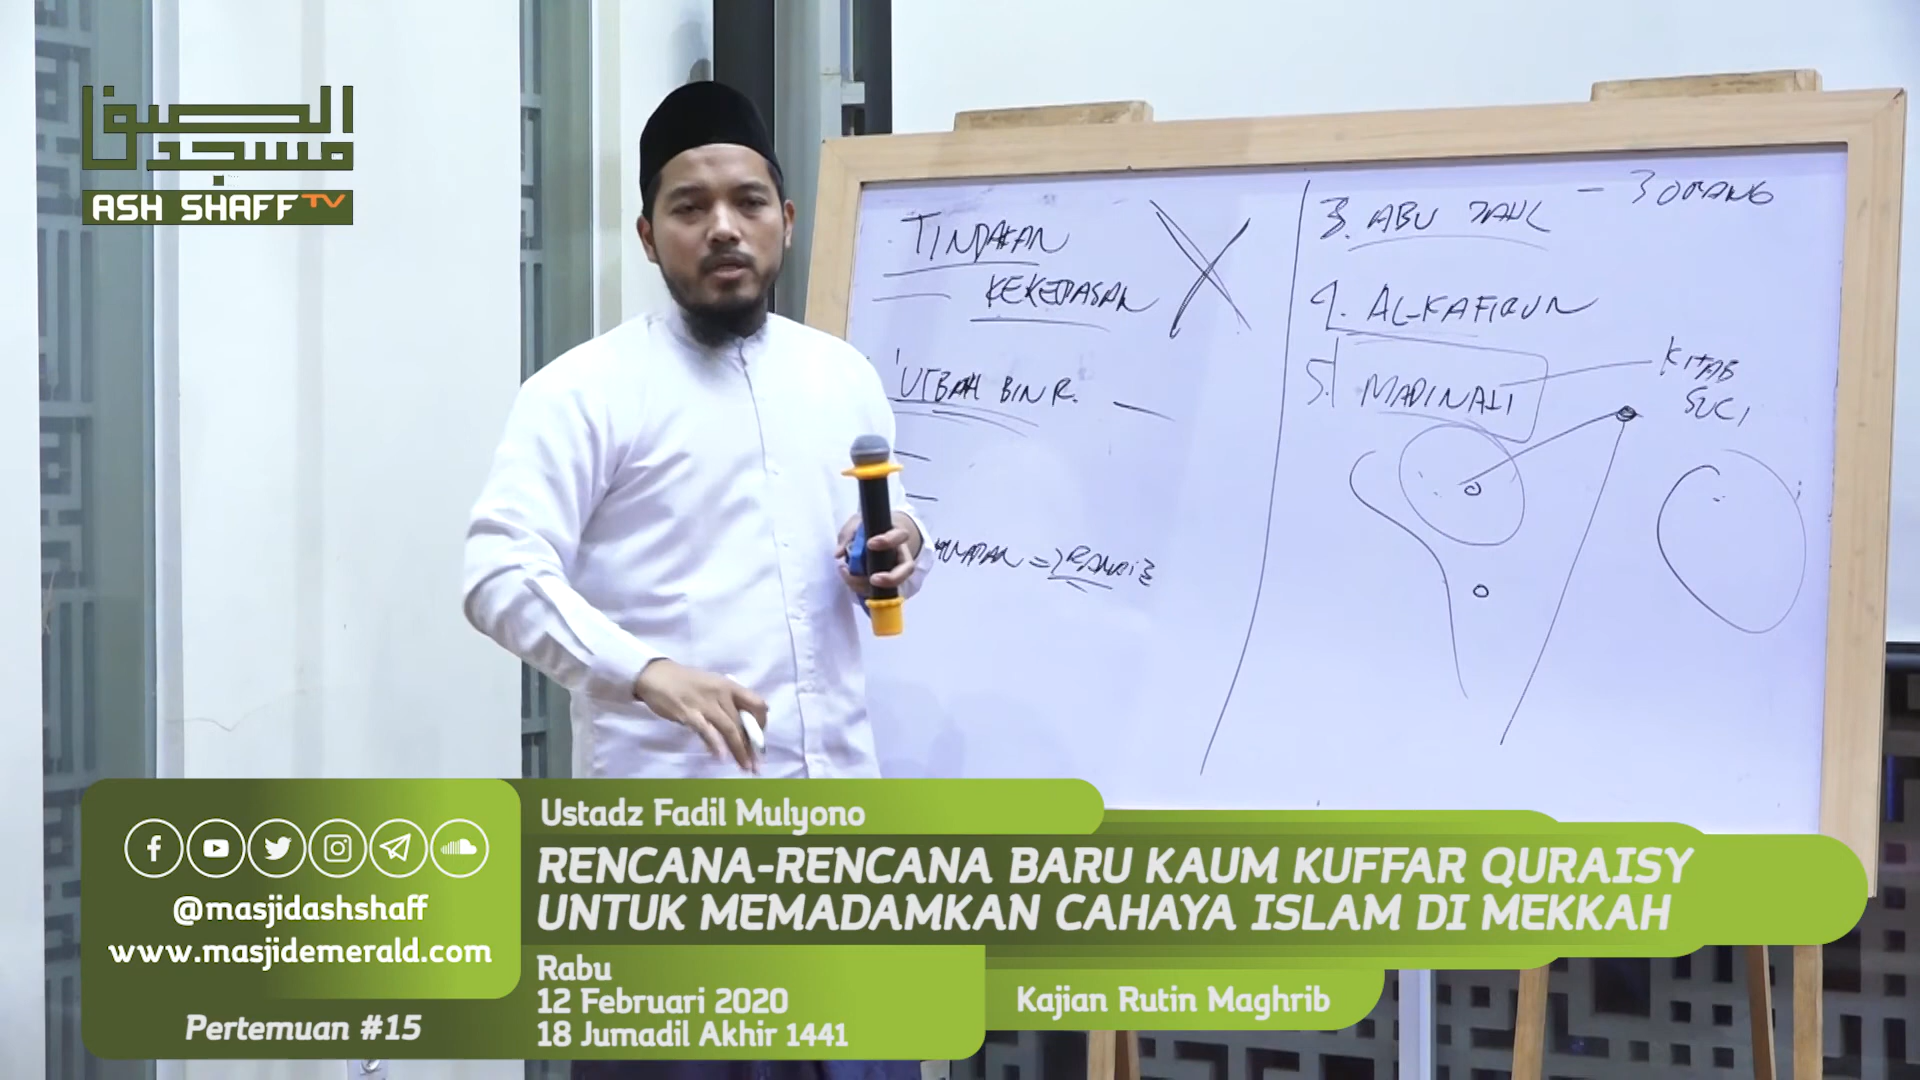 الصف
مسجد
ASH SHAFF TV
TINDAKAN
KEKERASAN
'UTBAH BIN R.
3. ABU JAHL - 3 ORANG
4. AL-KAFIRUN
5. MADINAH
KITAB
SUCI
Ustadz Fadil Mulyono
RENCANA-RENCANA BARU KAUM KUFFAR QURAISY
UNTUK MEMADAMKAN CAHAYA ISLAM DI MEKKAH
@masjidashshaff
www.masjidemerald.com
Pertemuan #15
Rabu
12 Februari 2020
18 Jumadil Akhir 1441
Kajian Rutin Maghrib